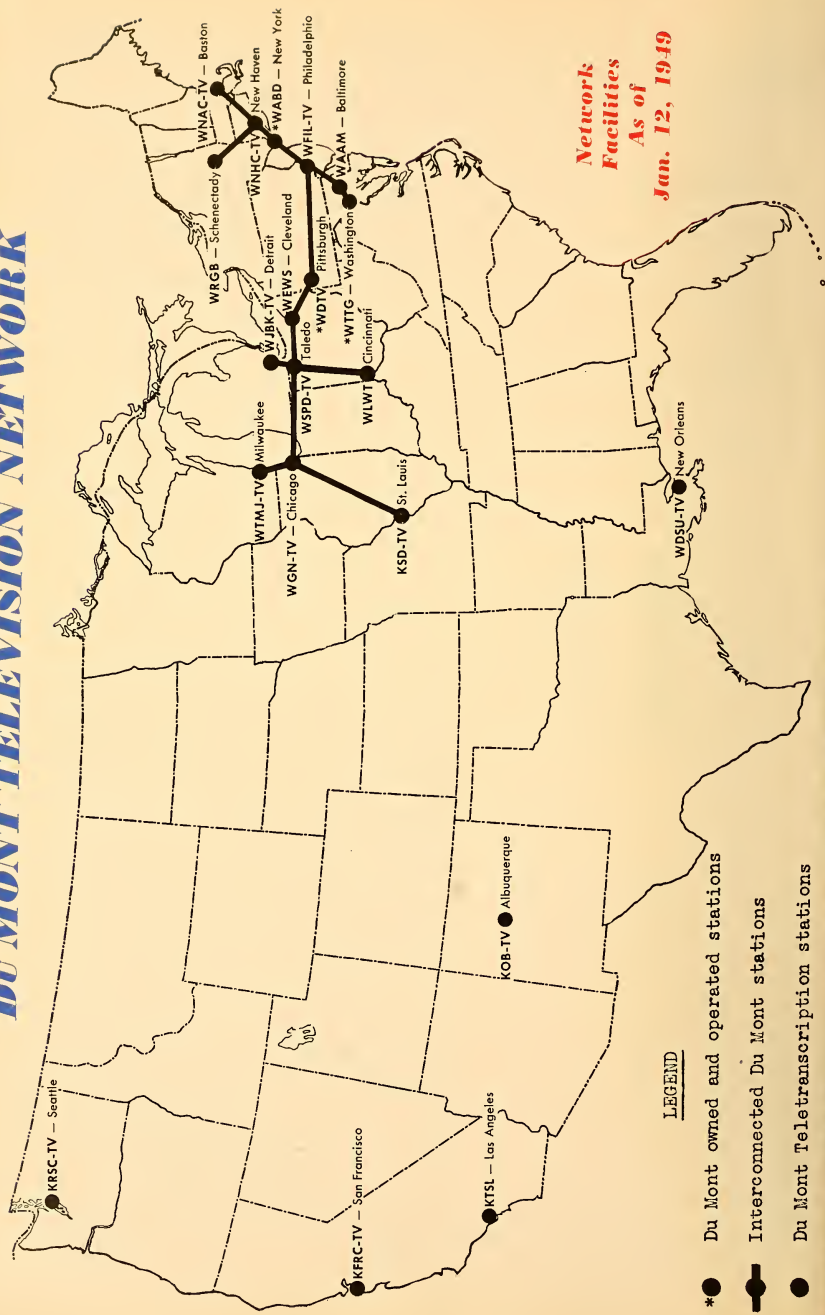 DU MONT TELEVISION NETWORK
KRSC-TV — Seattle
KFRC-TV — San Francisco
KTSL — Los Angeles
KOB-TV Albuquerque
WDSU-TV New Orleans
KSD-TV St. Louis
WTMJ-TV Milwaukee
WGN-TV — Chicago
WJBK-TV — Detrait
WSPD-TV Taledo
WLWT Cincinnati
WEWS — Cleveland
*WDTV Pittsburgh
WRGB — Schenectady
WNAC-TV — Baston
WNHC-TV New Haven
*WABD — New York
WFIL-TV — Philadelphio
WAAM — Baltimore
*WTTG — Washington
Network
Facilities
As of
Jan. 12, 1949
LEGEND
* Du Mont owned and operated stations
Interconnected Du Mont stations
Du Mont Teletranscription stations